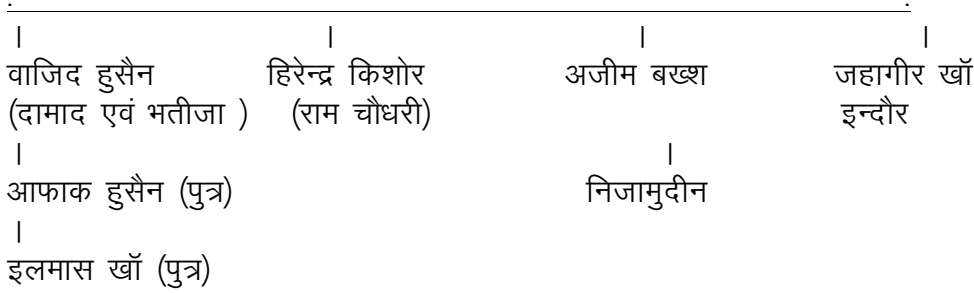 वाजिद हुसैन हिरेन्द्र किशोर अजीम बख्श जहागीर खॉ
(दामाद एवं भतीजा ) (राम चौधरी) इन्दौर
आफाक हुसैन (पुत्र) निजामुदीन
इलमास खॉ (पुत्र)